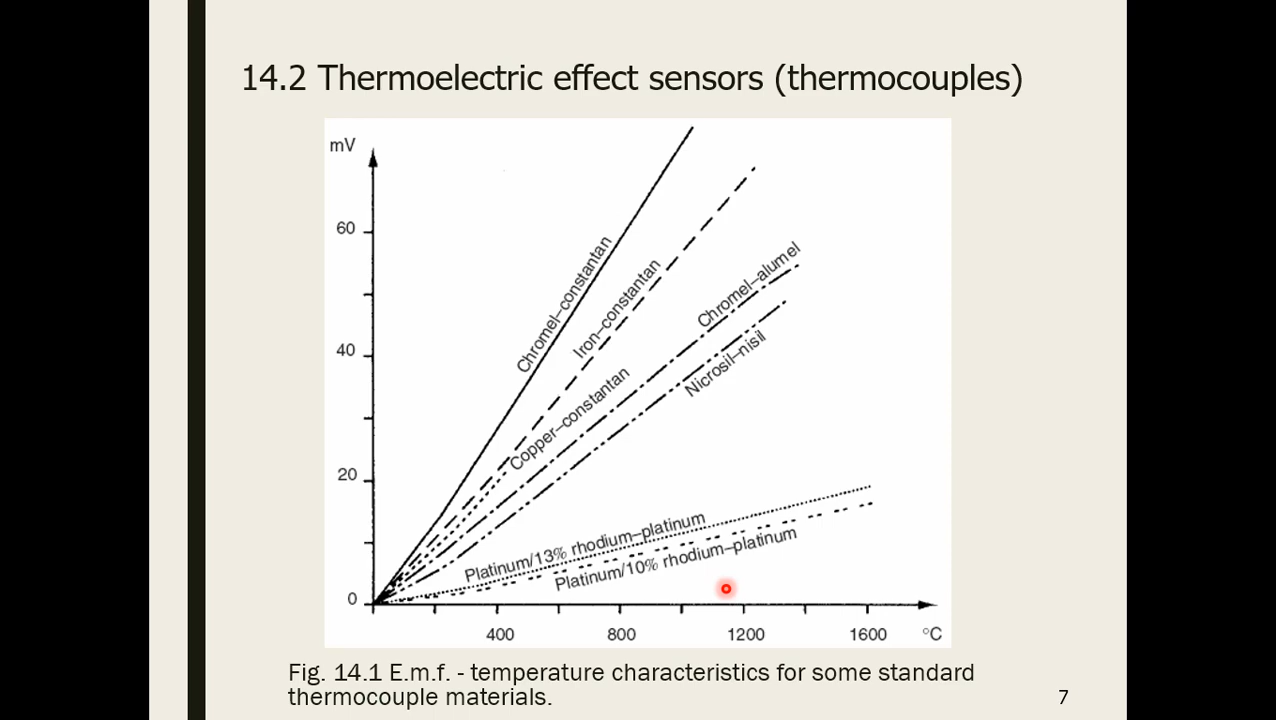 14.2 Thermoelectric effect sensors (thermocouples)
mV
60
40
20
0
400
800
1200
1600
°C
Chromel–constantan
Iron–constantan
Chromel–alumel
Copper–constantan
Nicrosil–nisil
Platinum/13% rhodium–platinum
Platinum/10% rhodium–platinum
Fig. 14.1 E.m.f. - temperature characteristics for some standard
thermocouple materials.
7